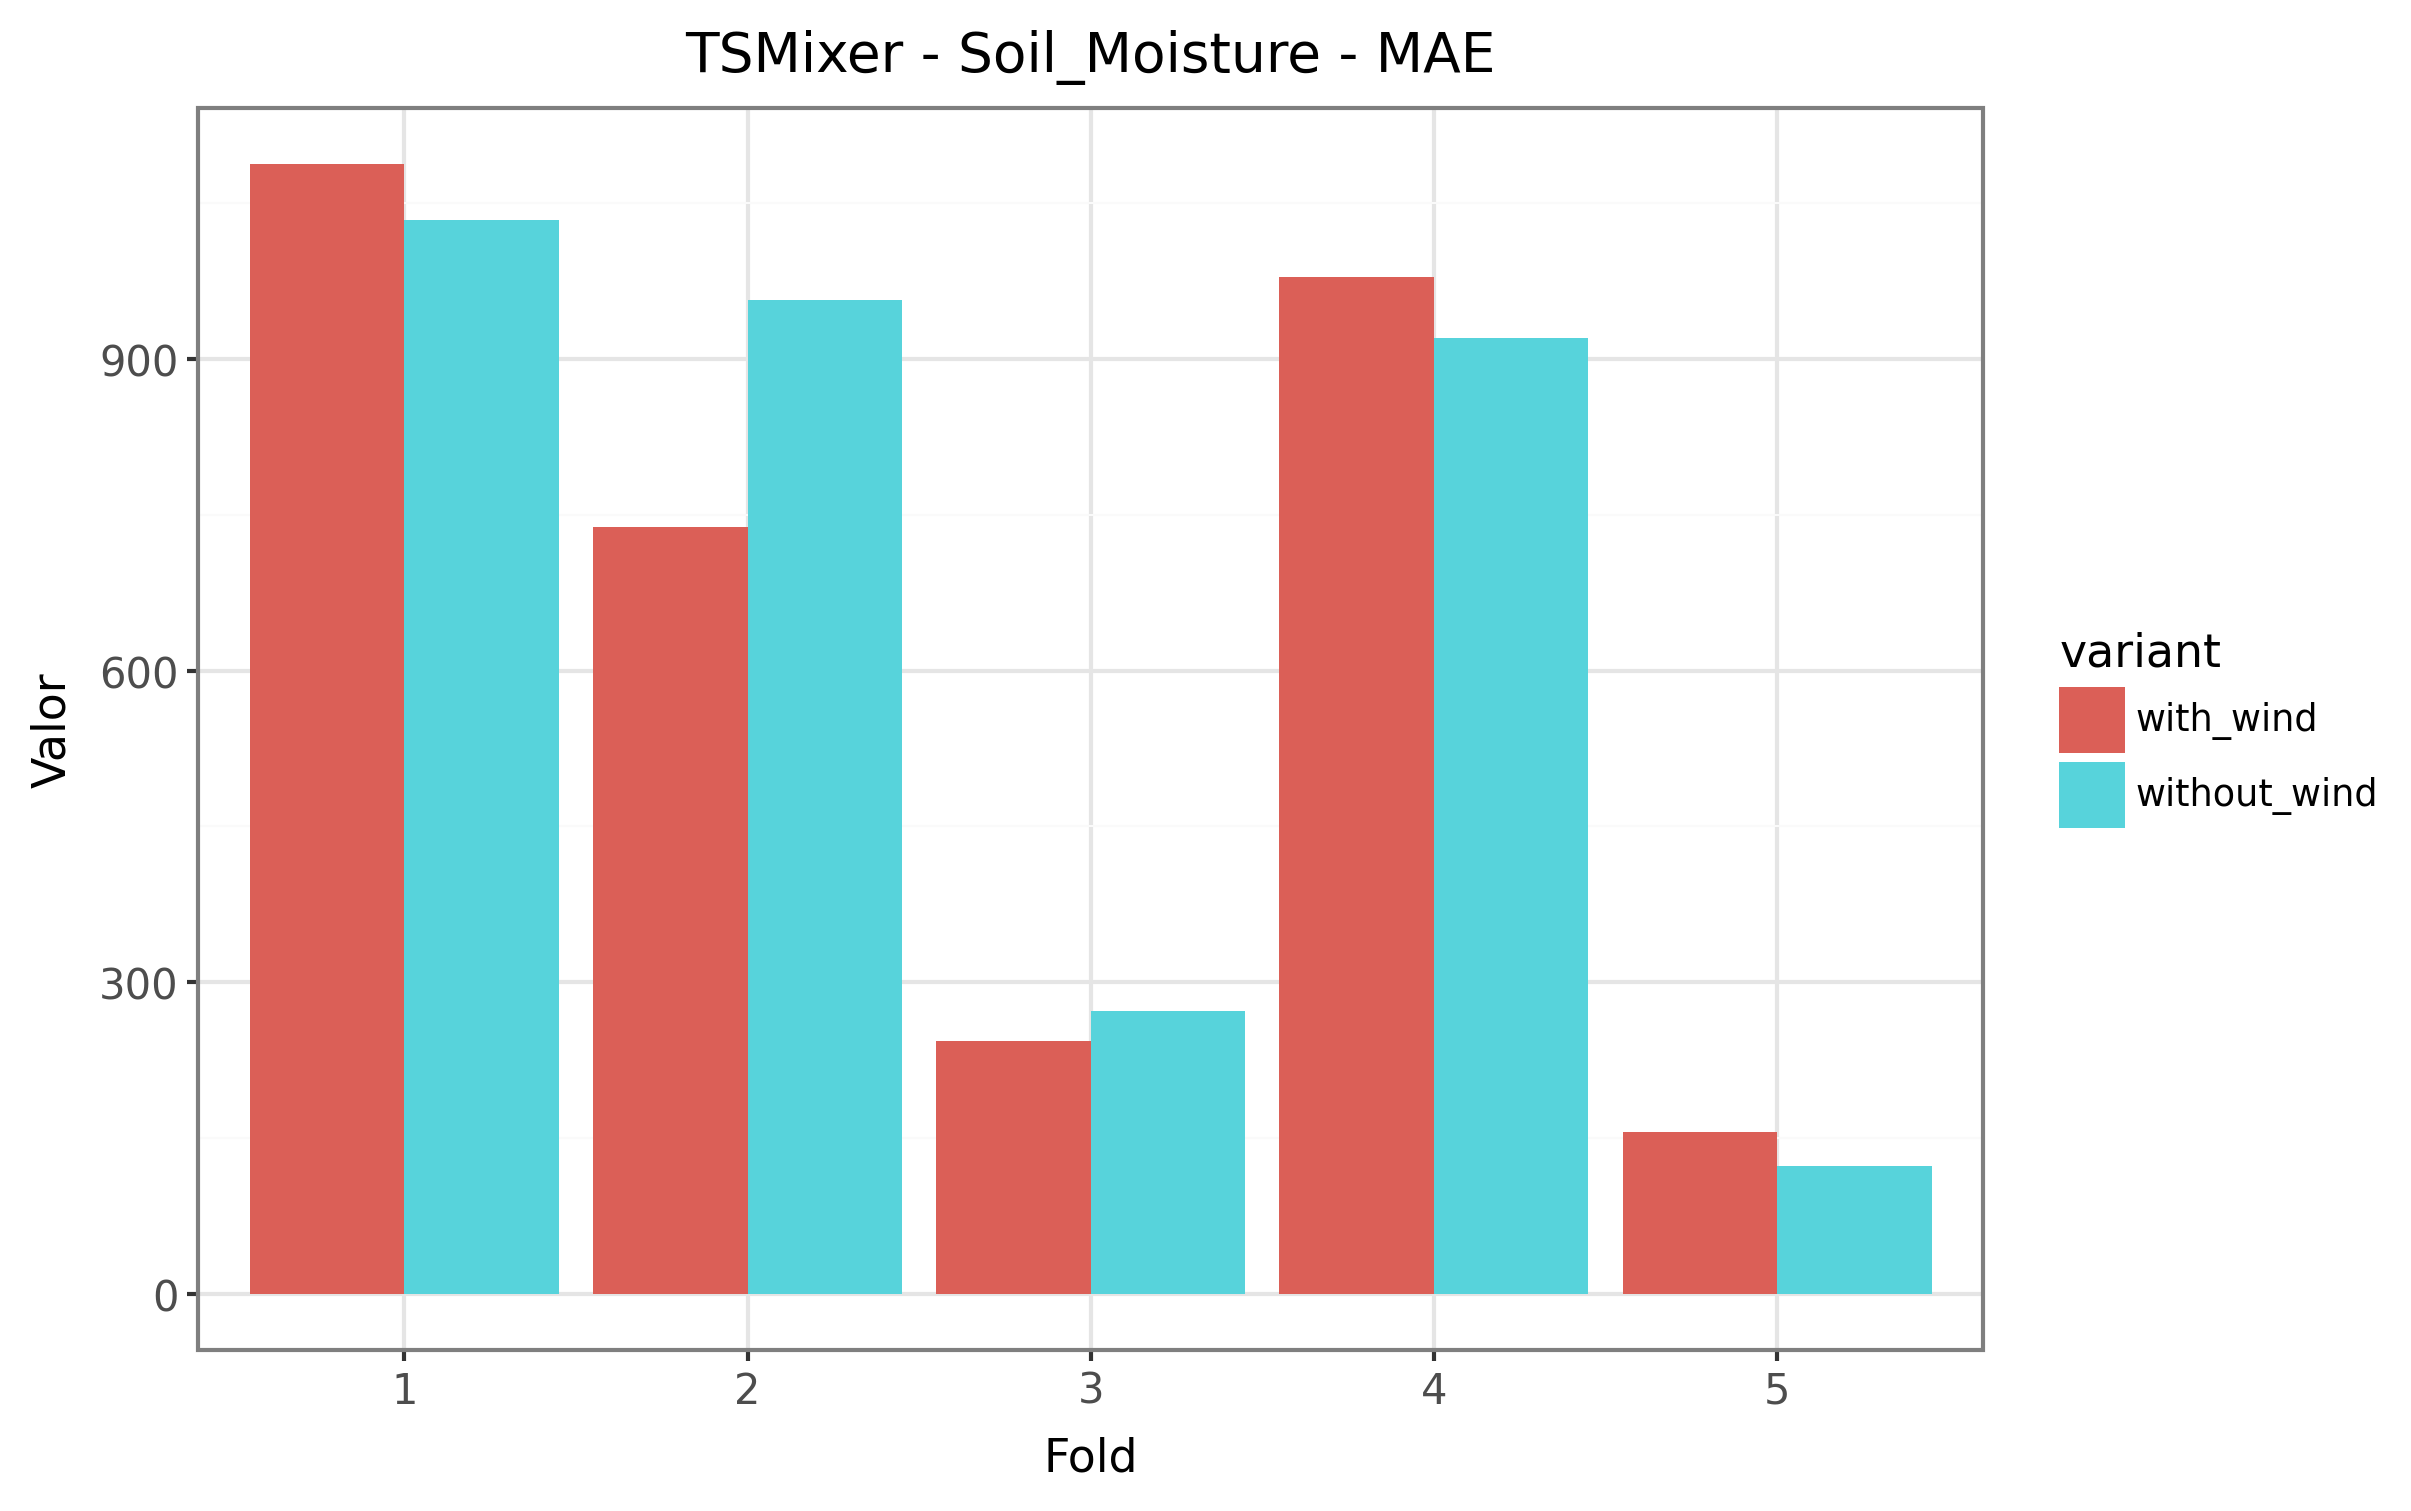 TSMixer - Soil_Moisture - MAE
Valor
900
600
300
0
1 2 3 4 5
Fold
variant
with_wind
without_wind